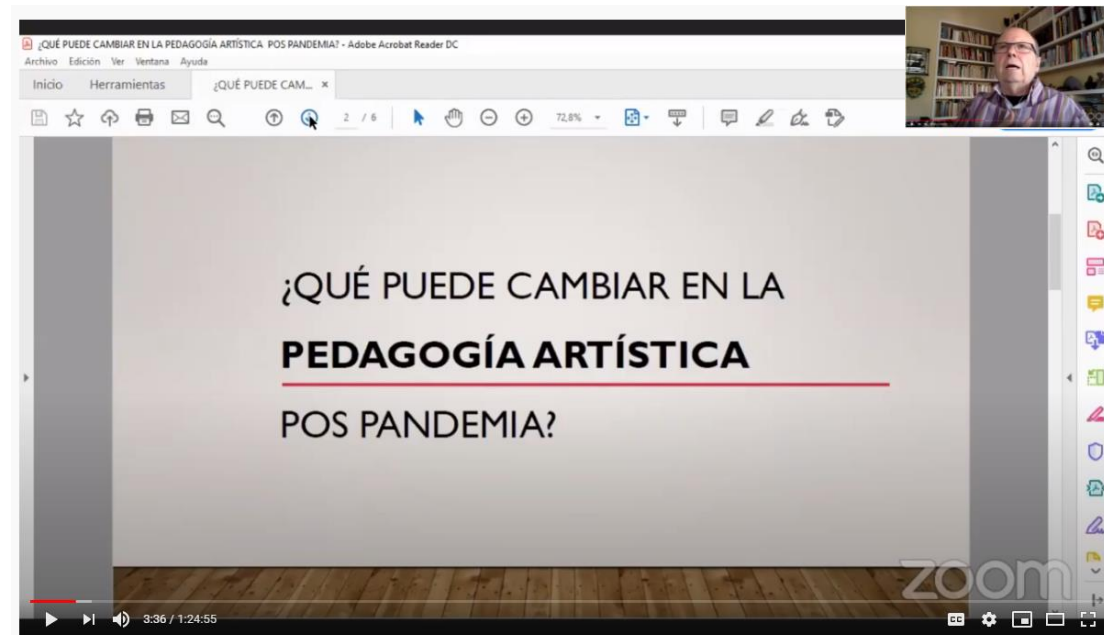 ¿QUÉ PUEDE CAMBIAR EN LA PEDAGOGÍA ARTÍSTICA POS PANDEMIA? - Adobe Acrobat Reader DC
Archivo Edición Ver Ventana Ayuda
Inicio Herramientas ¿QUÉ PUEDE CAM... ×
2 / 6 72,8%
¿QUÉ PUEDE CAMBIAR EN LA
PEDAGOGÍA ARTÍSTICA
POS PANDEMIA?
zoom
3:36 / 1:24:55 CC